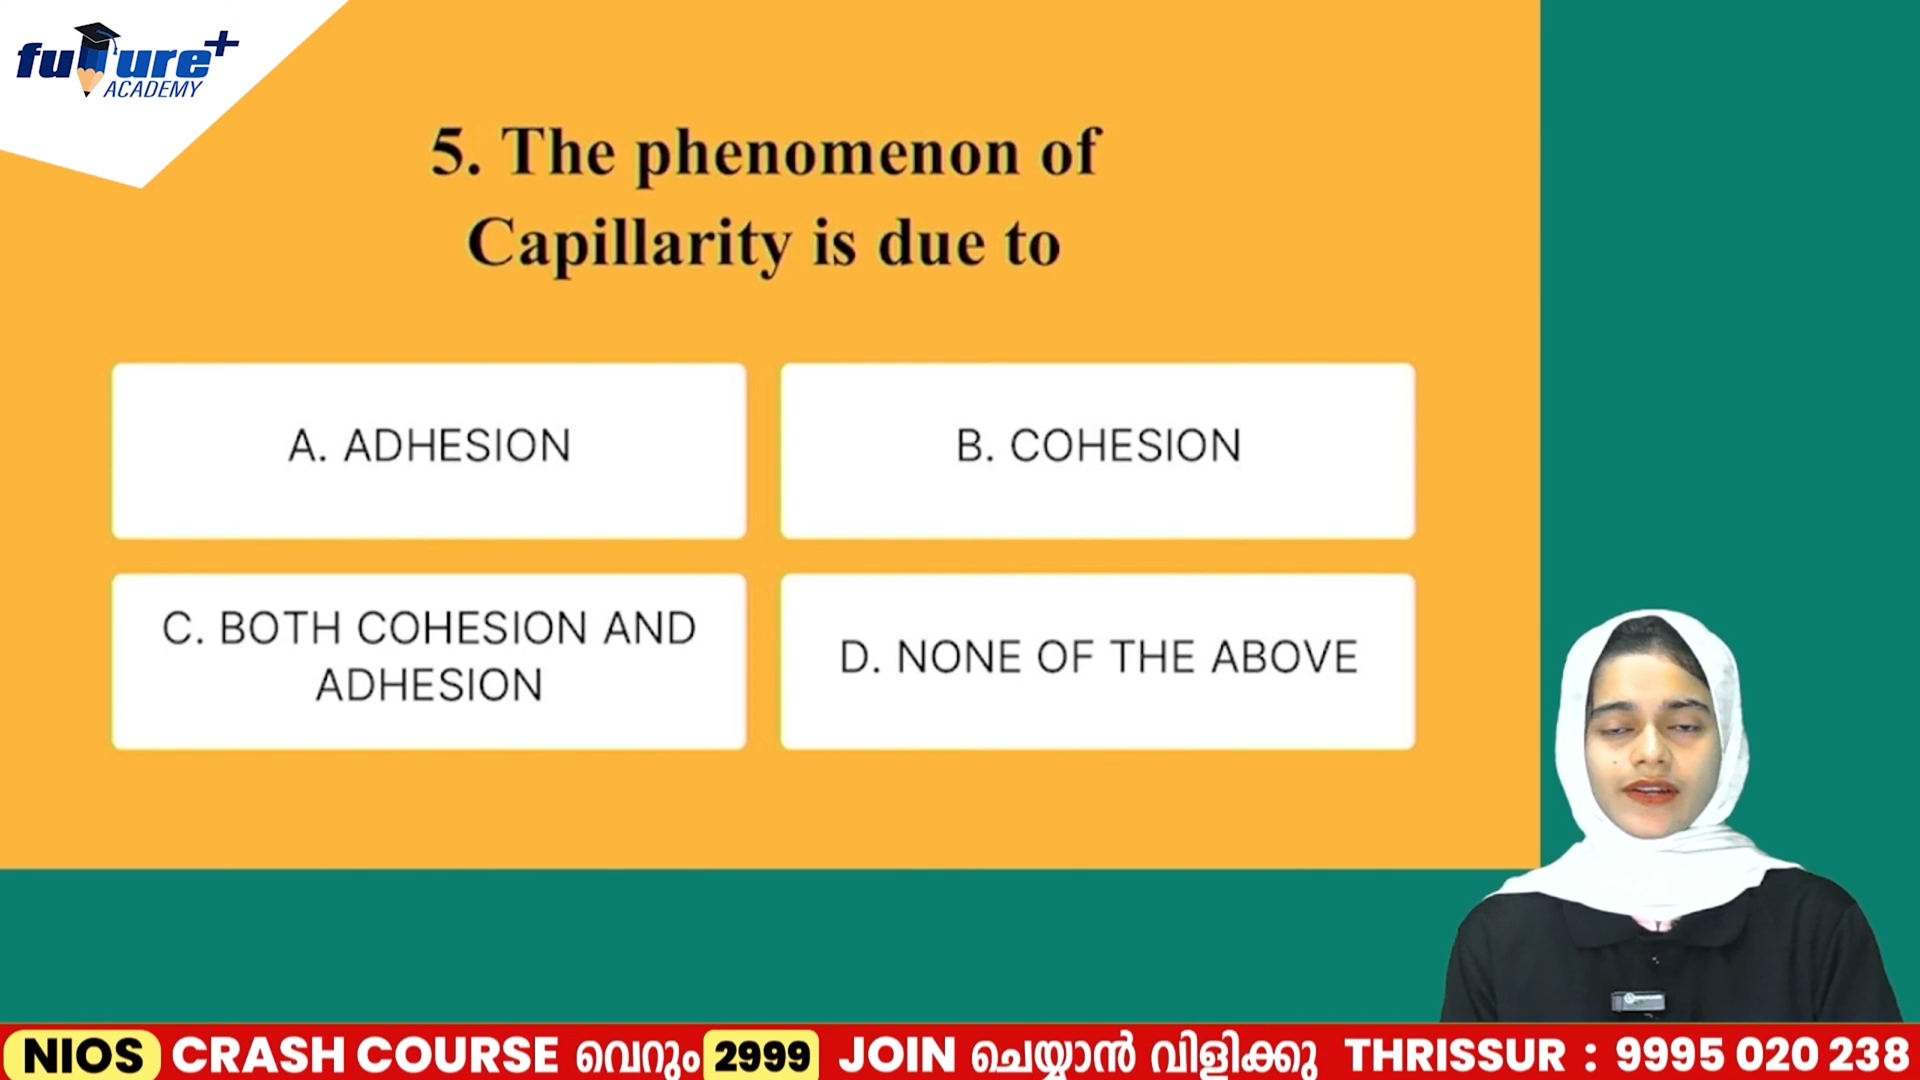 future+
ACADEMY
5. The phenomenon of
Capillarity is due to
A. ADHESION
B. COHESION
C. BOTH COHESION AND
ADHESION
D. NONE OF THE ABOVE
NIOS CRASH COURSE വെറും 2999 JOIN ചെയ്യാൻ വിളിക്കു THRISSUR : 9995 020 238